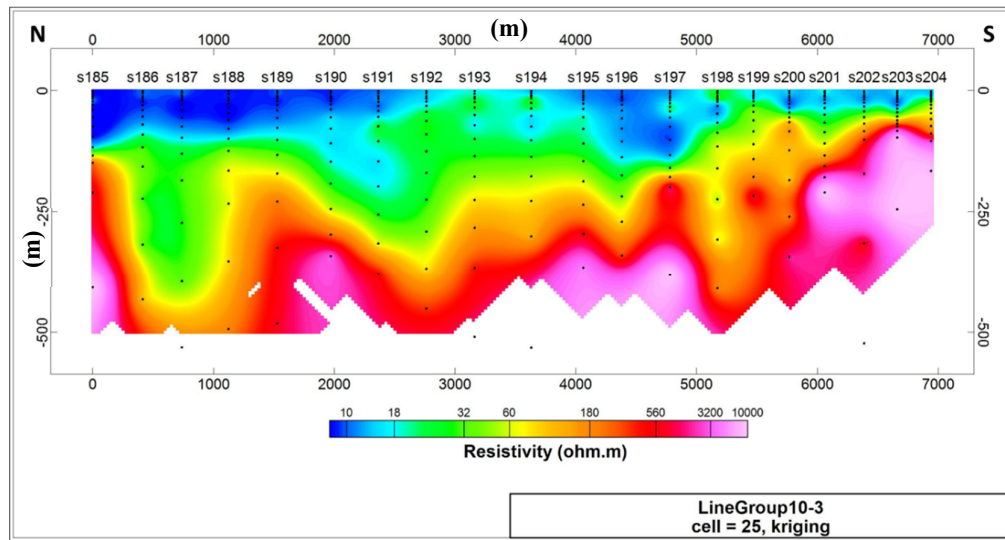 N (m) S
0 1000 2000 3000 4000 5000 6000 7000
s185 s186 s187 s188 s189 s190 s191 s192 s193 s194 s195 s196 s197 s198 s199 s200 s201 s202 s203 s204
0 0
-250 -250
(m)
-500 -500
0 1000 2000 3000 4000 5000 6000 7000
10 18 32 60 180 560 3200 10000
Resistivity (ohm.m)
LineGroup10-3
cell = 25, kriging